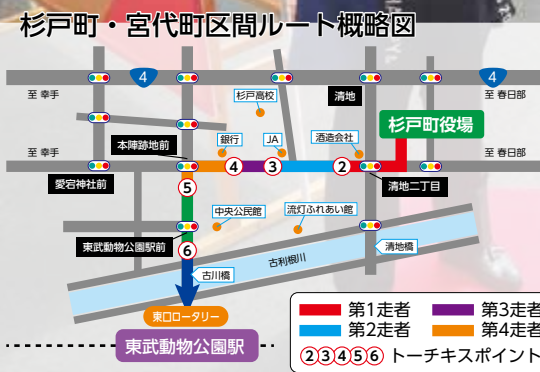 杉戸町・宮代町区間ルート概略図
4
4
至 幸手
杉戸高校
清地
至 春日部
杉戸町役場
本陣跡地前
銀行
JA
酒造会社
至 幸手
至 春日部
4
3
2
愛宕神社前
5
清地二丁目
中央公民館
流灯ふれあい館
東武動物公園駅前
6
清地橋
古利根川
古川橋
東口ロータリー
東武動物公園駅
第1走者
第3走者
第2走者
第4走者
②③④⑤⑥ トーチキスポイント